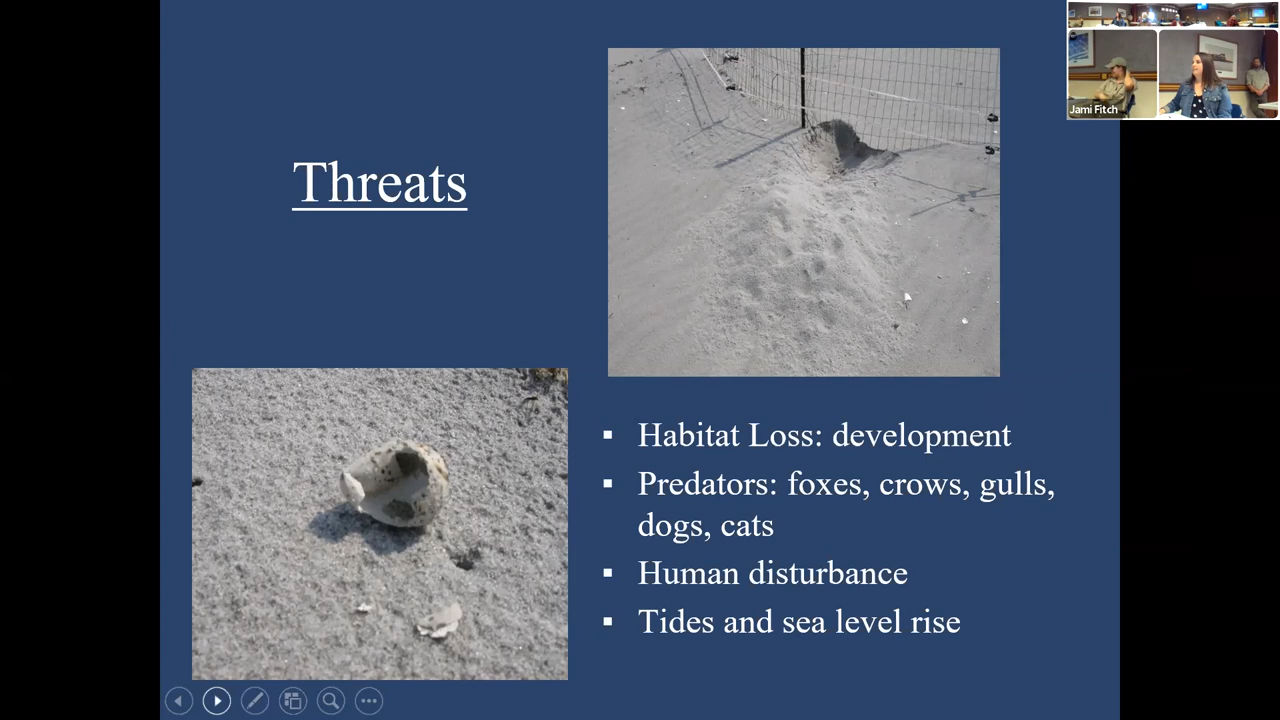 Threats
▪ Habitat Loss: development
▪ Predators: foxes, crows, gulls,
dogs, cats
▪ Human disturbance
▪ Tides and sea level rise
Jami Fitch